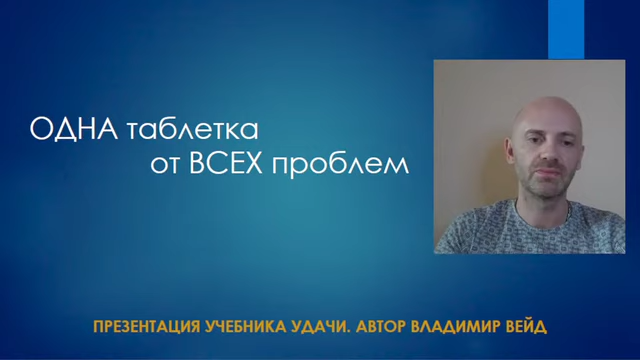 ОДНА таблетка
от ВСЕХ проблем
ПРЕЗЕНТАЦИЯ УЧЕБНИКА УДАЧИ. АВТОР ВЛАДИМИР ВЕЙД